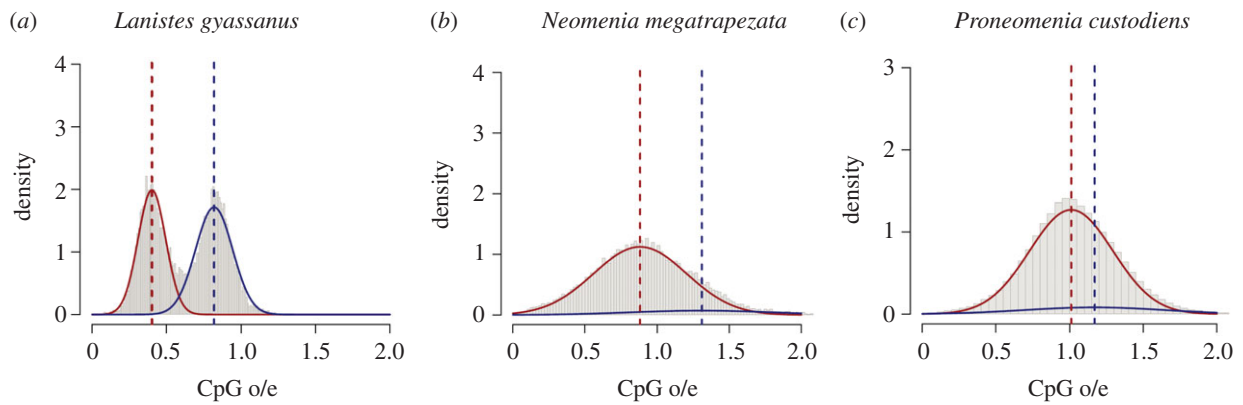 (a) Lanistes gyassanus
4
3
2
1
0
density
0 0.5 1.0 1.5 2.0
CpG o/e
(b) Neomenia megatrapezata
4
3
2
1
0
density
0 0.5 1.0 1.5 2.0
CpG o/e
(c) Proneomenia custodiens
3
2
1
0
density
0 0.5 1.0 1.5 2.0
CpG o/e